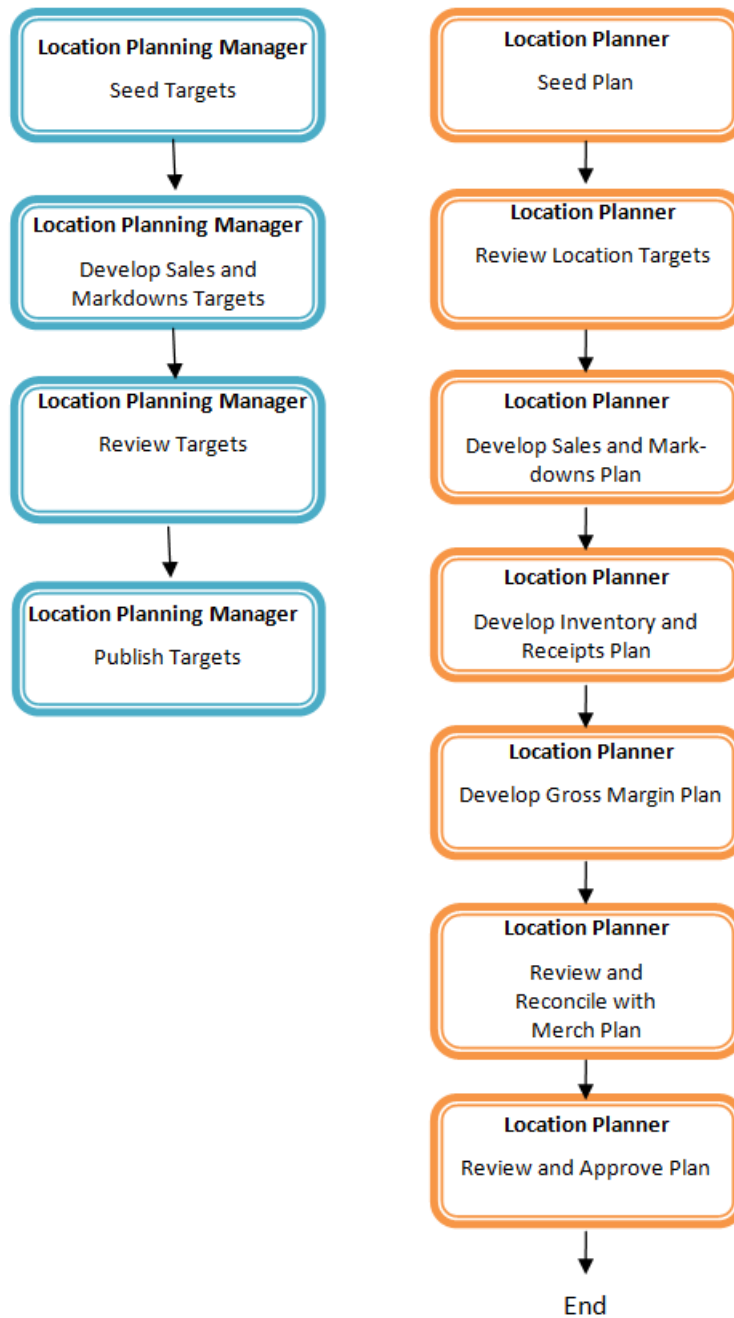 Location Planning Manager
Seed Targets
Location Planning Manager
Develop Sales and
Markdowns Targets
Location Planning Manager
Review Targets
Location Planning Manager
Publish Targets
Location Planner
Seed Plan
Location Planner
Review Location Targets
Location Planner
Develop Sales and Mark-
downs Plan
Location Planner
Develop Inventory and
Receipts Plan
Location Planner
Develop Gross Margin Plan
Location Planner
Review and
Reconcile with
Merch Plan
Location Planner
Review and Approve Plan
End